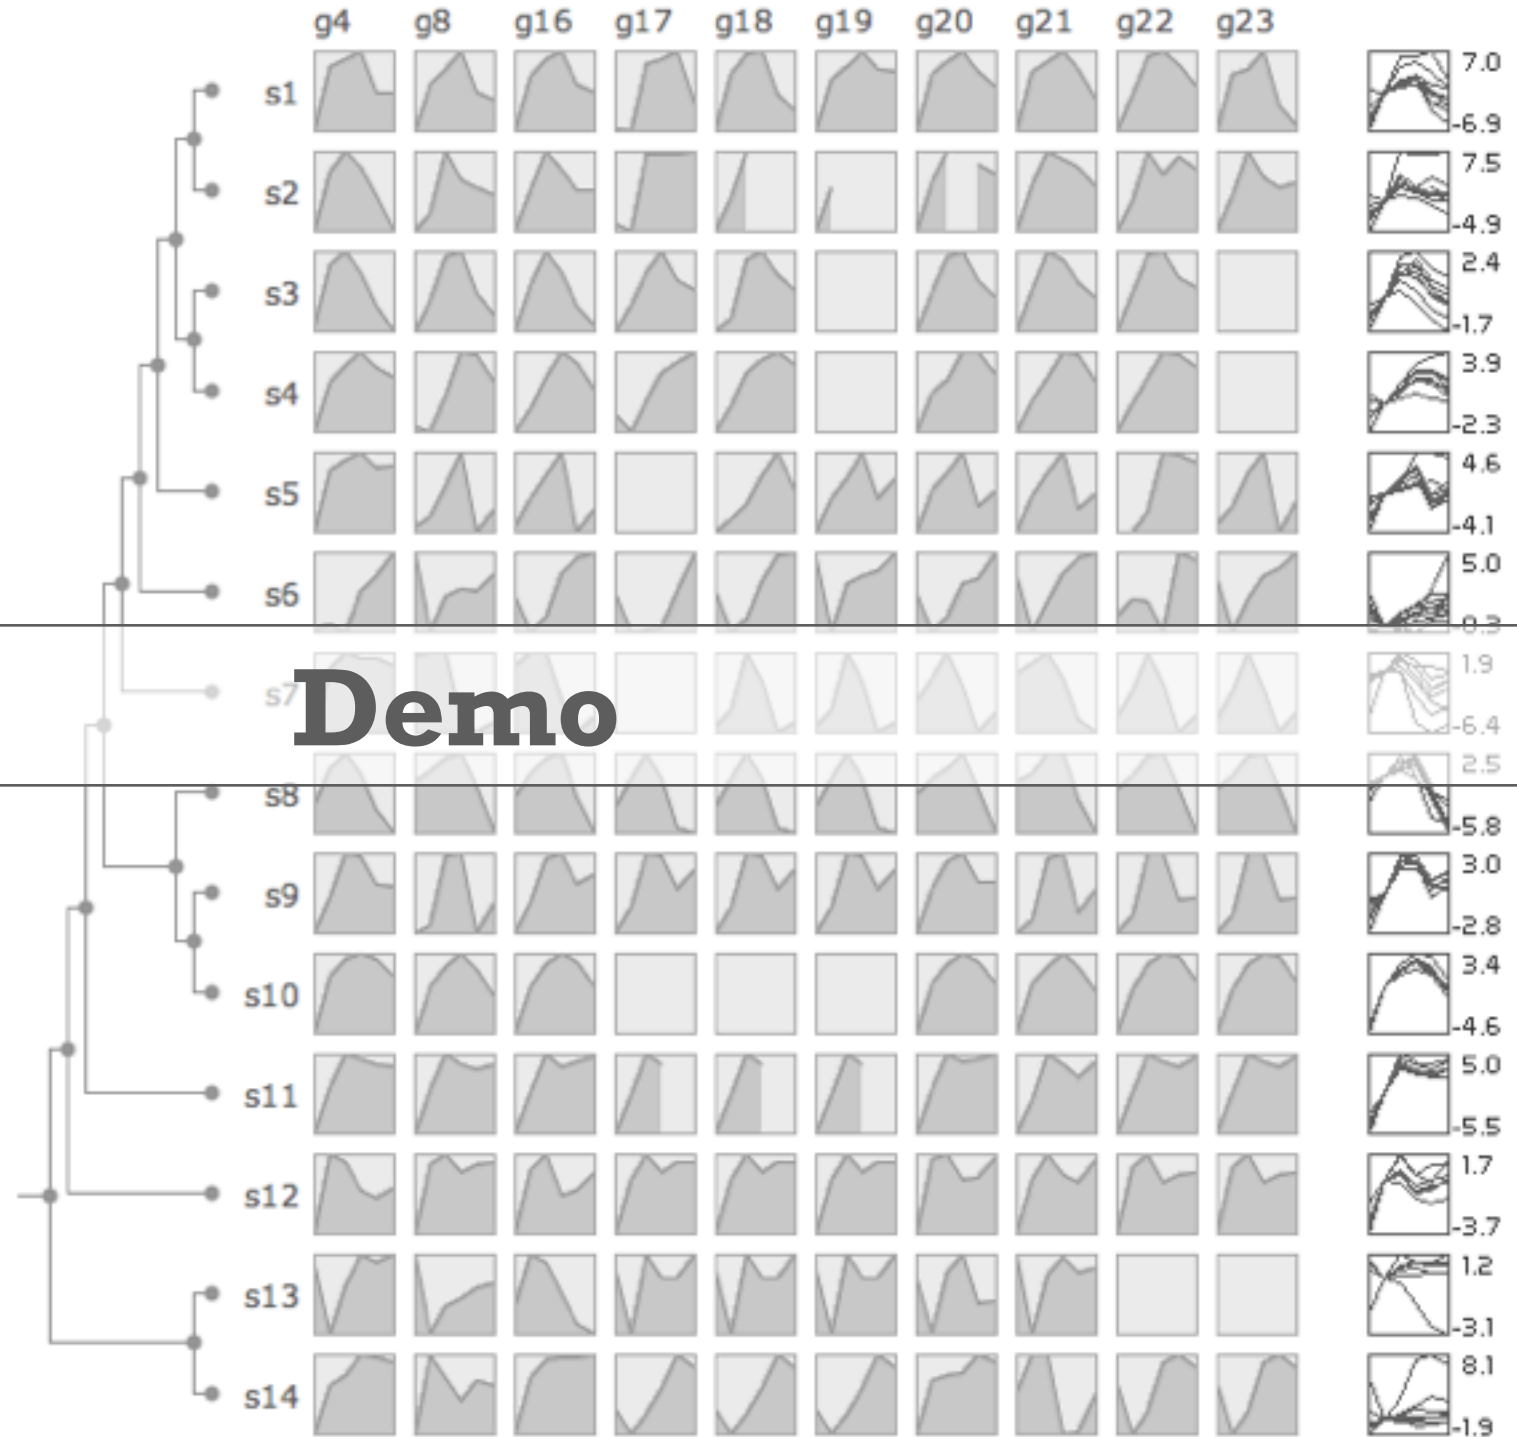 g4 g8 g16 g17 g18 g19 g20 g21 g22 g23
s1 7.0
-6.9
s2 7.5
-4.9
s3 2.4
-1.7
s4 3.9
-2.3
s5 4.6
-4.1
s6 5.0
-0.3
s7 1.9
Demo
-6.4
s8 2.5
-5.8
s9 3.0
-2.8
s10 3.4
-4.6
s11 5.0
-5.5
s12 1.7
-3.7
s13 1.2
-3.1
s14 8.1
-1.9